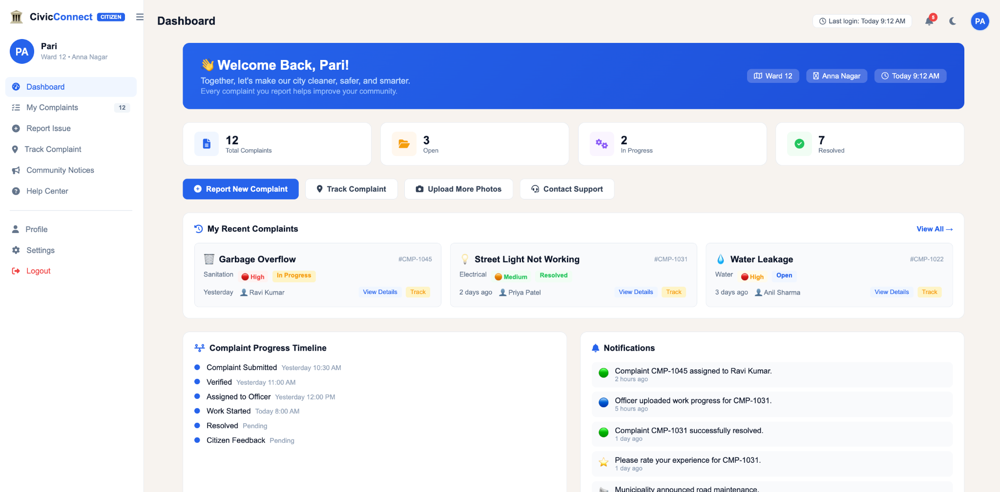 CivicConnect CITIZEN
Pari
Ward 12 • Anna Nagar
Dashboard
My Complaints 12
Report Issue
Track Complaint
Community Notices
Help Center
Profile
Settings
Logout
Dashboard
Last login: Today 9:12 AM
5
PA
PA
👋 Welcome Back, Pari!
Together, let's make our city cleaner, safer, and smarter.
Every complaint you report helps improve your community.
Ward 12
Anna Nagar
Today 9:12 AM
12
Total Complaints
3
Open
2
In Progress
7
Resolved
Report New Complaint
Track Complaint
Upload More Photos
Contact Support
My Recent Complaints
View All →
Garbage Overflow #CMP-1045
Sanitation High In Progress
Yesterday Ravi Kumar View Details Track
Street Light Not Working #CMP-1031
Electrical Medium Resolved
2 days ago Priya Patel View Details Track
Water Leakage #CMP-1022
Water High Open
3 days ago Anil Sharma View Details Track
Complaint Progress Timeline
Complaint Submitted Yesterday 10:30 AM
Verified Yesterday 11:00 AM
Assigned to Officer Yesterday 12:00 PM
Work Started Today 8:00 AM
Resolved Pending
Citizen Feedback Pending
Notifications
Complaint CMP-1045 assigned to Ravi Kumar.
2 hours ago
Officer uploaded work progress for CMP-1031.
5 hours ago
Complaint CMP-1031 successfully resolved.
1 day ago
Please rate your experience for CMP-1031.
1 day ago
Municipality announced road maintenance.